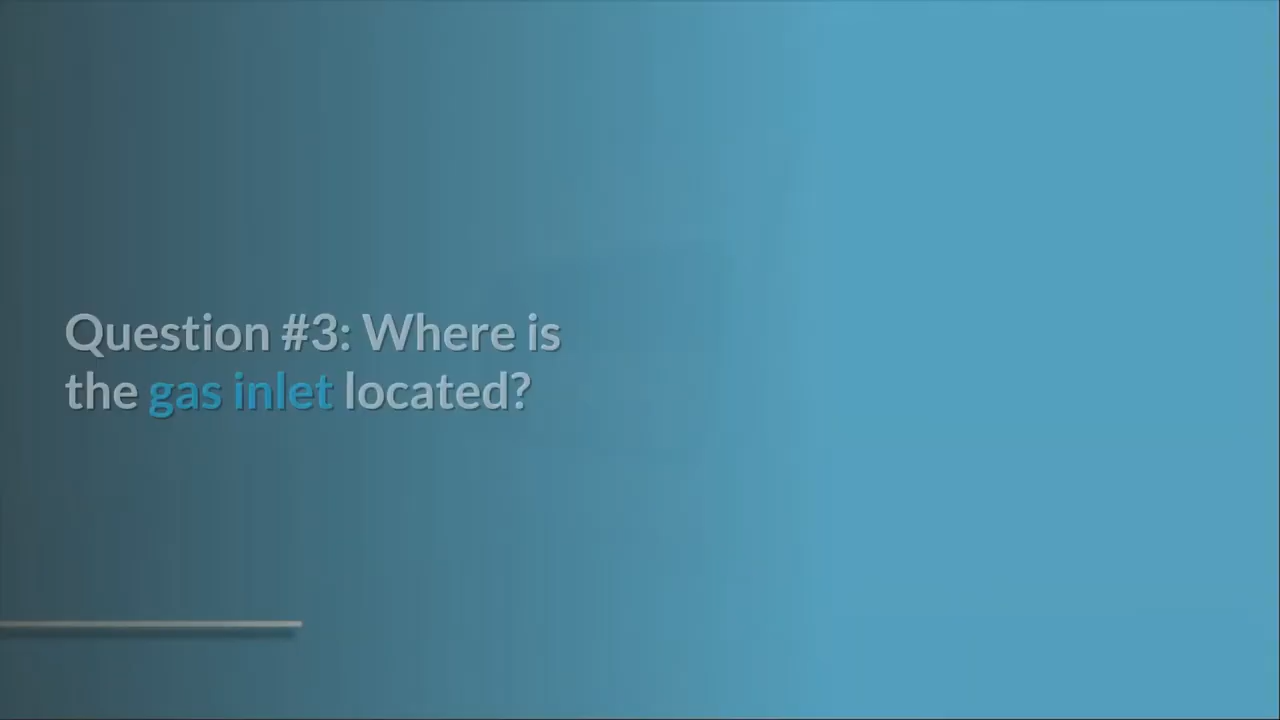 Question #3: Where is
the gas inlet located?